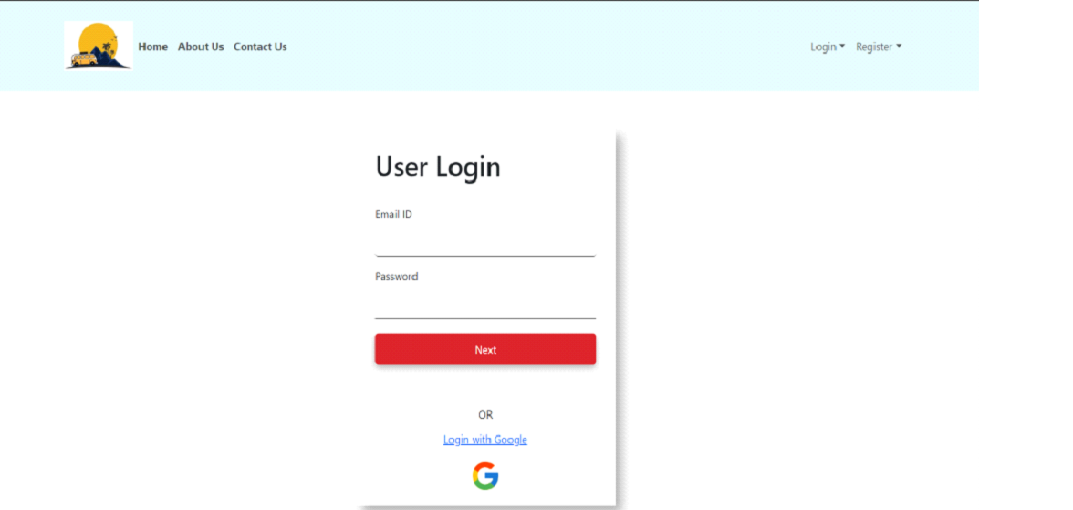 Home About Us Contact Us Login Register
User Login
Email ID
Password
Next
OR
Login with Google